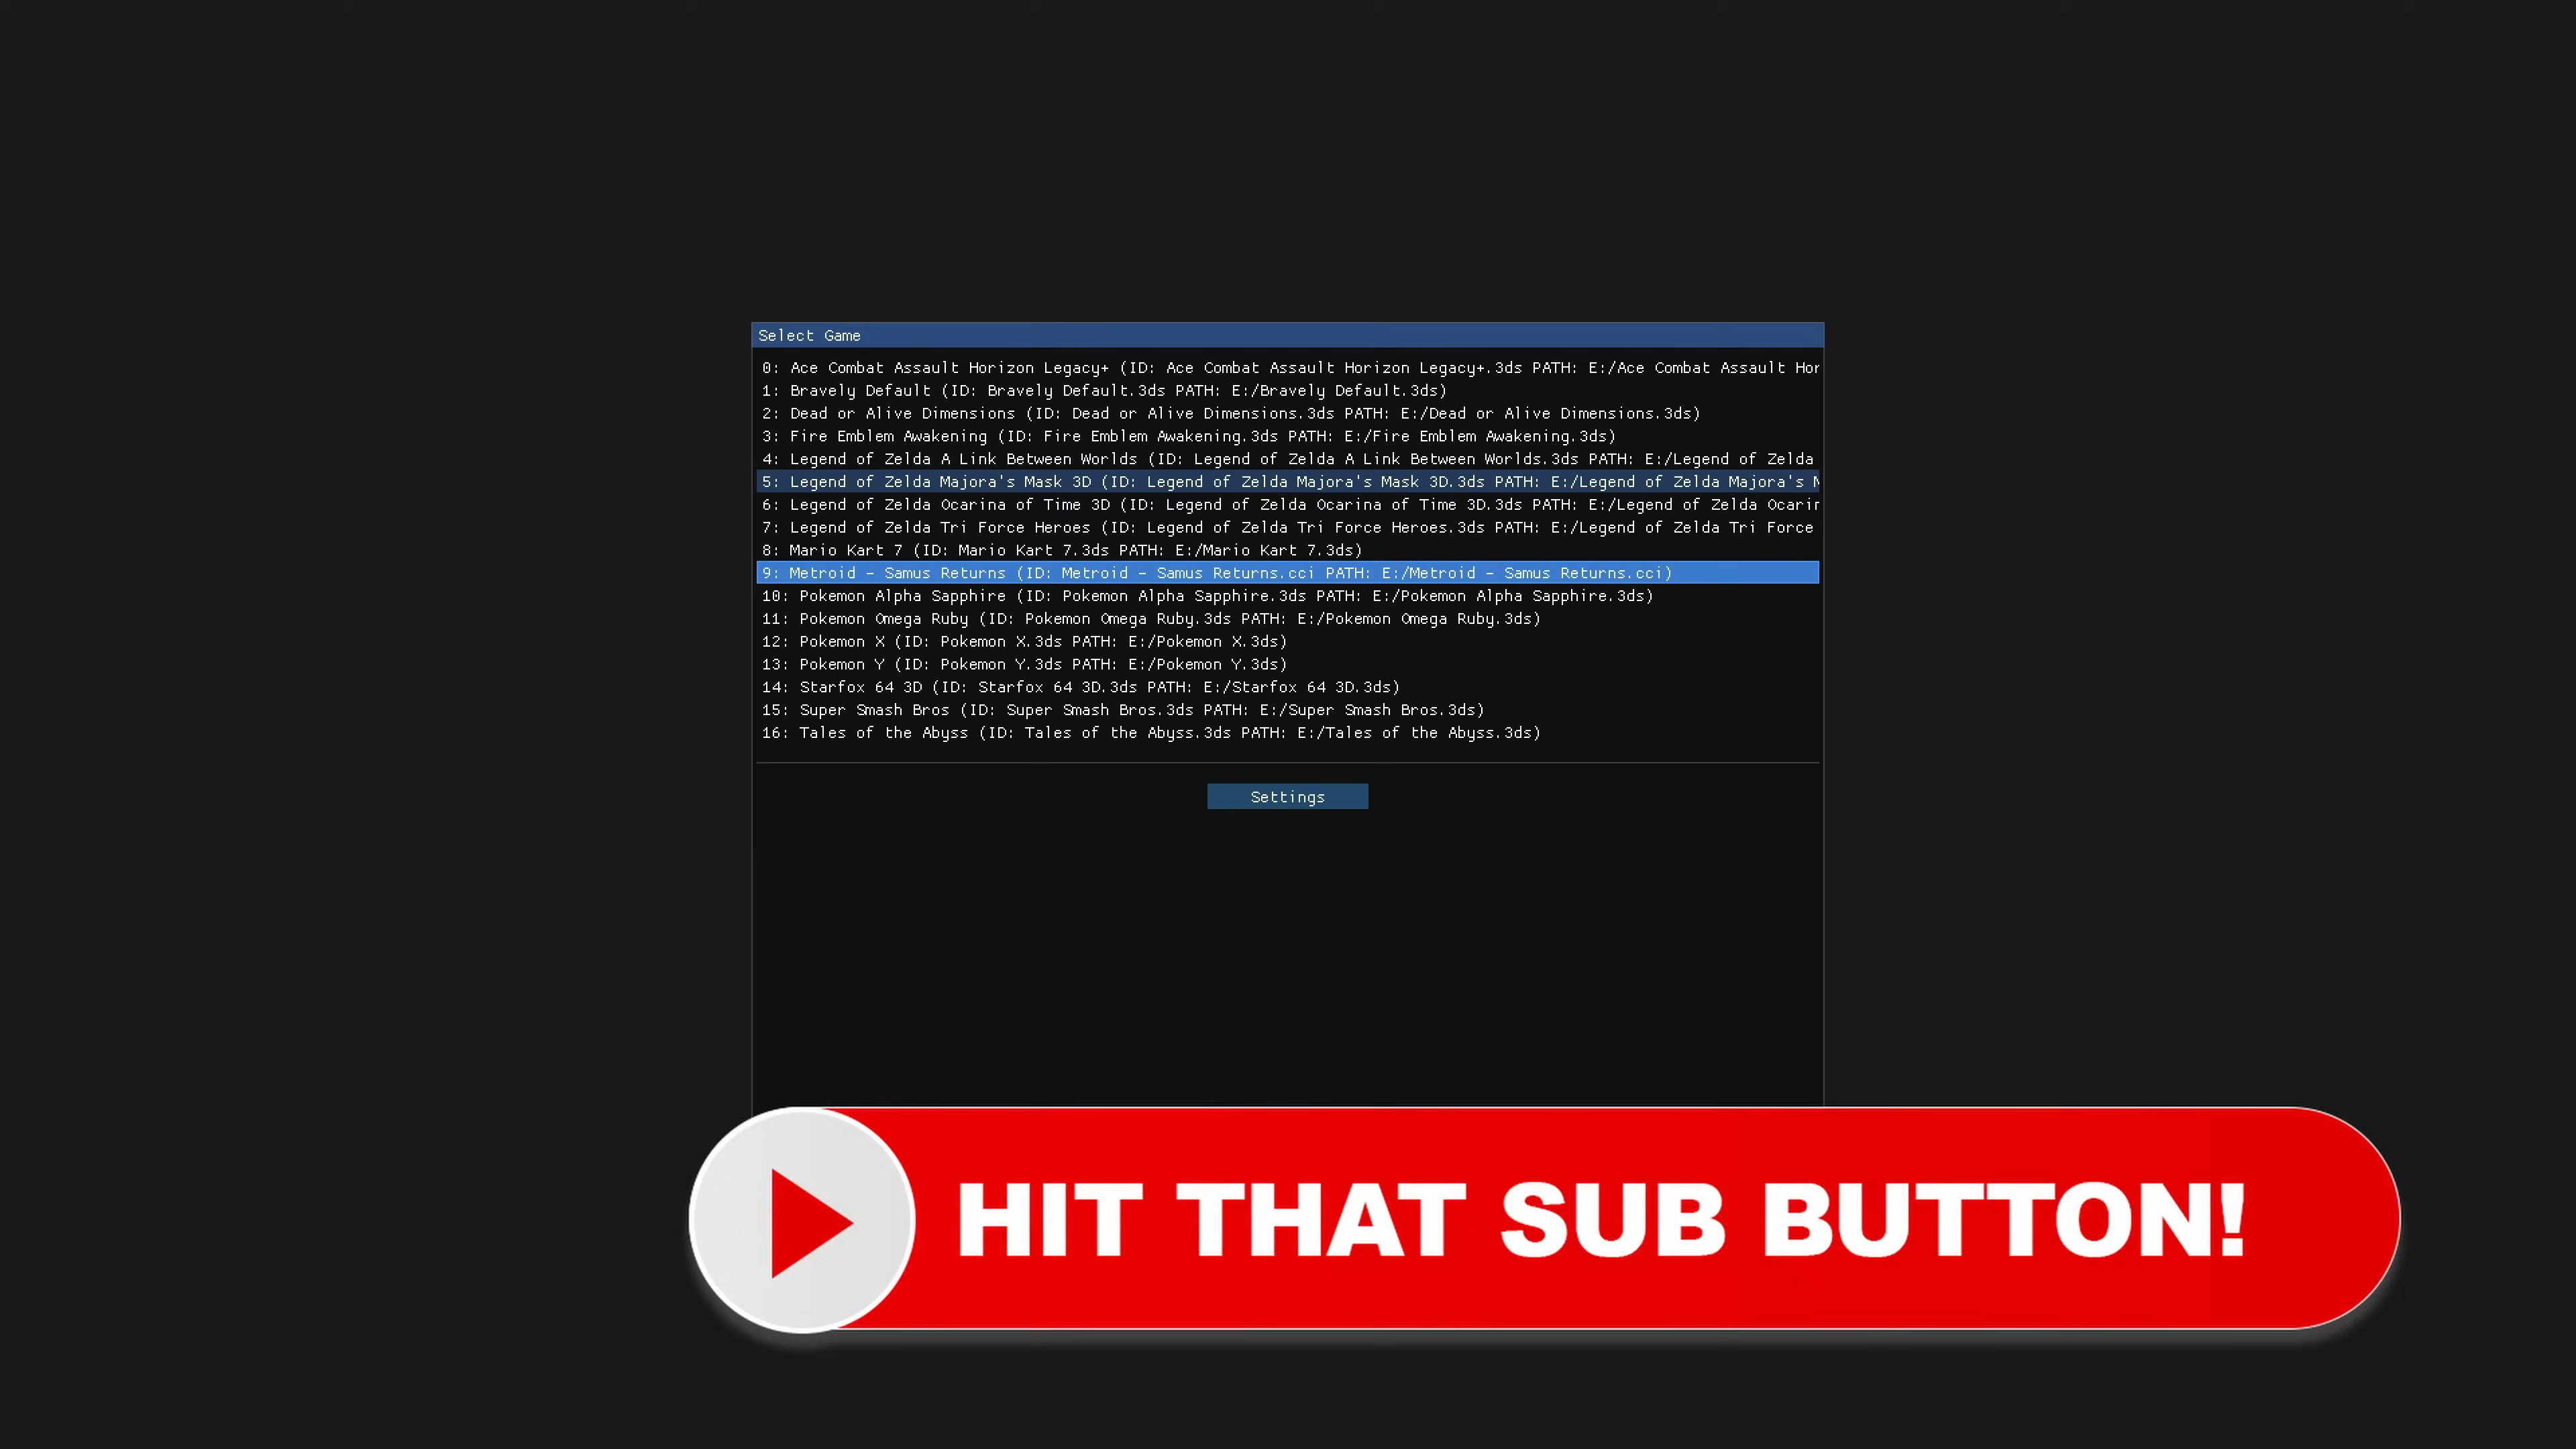 Select Game
0: Ace Combat Assault Horizon Legacy+ (ID: Ace Combat Assault Horizon Legacy+.3ds PATH: E:/Ace Combat Assault Hor
1: Bravely Default (ID: Bravely Default.3ds PATH: E:/Bravely Default.3ds)
2: Dead or Alive Dimensions (ID: Dead or Alive Dimensions.3ds PATH: E:/Dead or Alive Dimensions.3ds)
3: Fire Emblem Awakening (ID: Fire Emblem Awakening.3ds PATH: E:/Fire Emblem Awakening.3ds)
4: Legend of Zelda A Link Between Worlds (ID: Legend of Zelda A Link Between Worlds.3ds PATH: E:/Legend of Zelda
5: Legend of Zelda Majora's Mask 3D (ID: Legend of Zelda Majora's Mask 3D.3ds PATH: E:/Legend of Zelda Majora's M
6: Legend of Zelda Ocarina of Time 3D (ID: Legend of Zelda Ocarina of Time 3D.3ds PATH: E:/Legend of Zelda Ocarin
7: Legend of Zelda Tri Force Heroes (ID: Legend of Zelda Tri Force Heroes.3ds PATH: E:/Legend of Zelda Tri Force
8: Mario Kart 7 (ID: Mario Kart 7.3ds PATH: E:/Mario Kart 7.3ds)
9: Metroid - Samus Returns (ID: Metroid - Samus Returns.cci PATH: E:/Metroid - Samus Returns.cci)
10: Pokemon Alpha Sapphire (ID: Pokemon Alpha Sapphire.3ds PATH: E:/Pokemon Alpha Sapphire.3ds)
11: Pokemon Omega Ruby (ID: Pokemon Omega Ruby.3ds PATH: E:/Pokemon Omega Ruby.3ds)
12: Pokemon X (ID: Pokemon X.3ds PATH: E:/Pokemon X.3ds)
13: Pokemon Y (ID: Pokemon Y.3ds PATH: E:/Pokemon Y.3ds)
14: Starfox 64 3D (ID: Starfox 64 3D.3ds PATH: E:/Starfox 64 3D.3ds)
15: Super Smash Bros (ID: Super Smash Bros.3ds PATH: E:/Super Smash Bros.3ds)
16: Tales of the Abyss (ID: Tales of the Abyss.3ds PATH: E:/Tales of the Abyss.3ds)
Settings
HIT THAT SUB BUTTON!